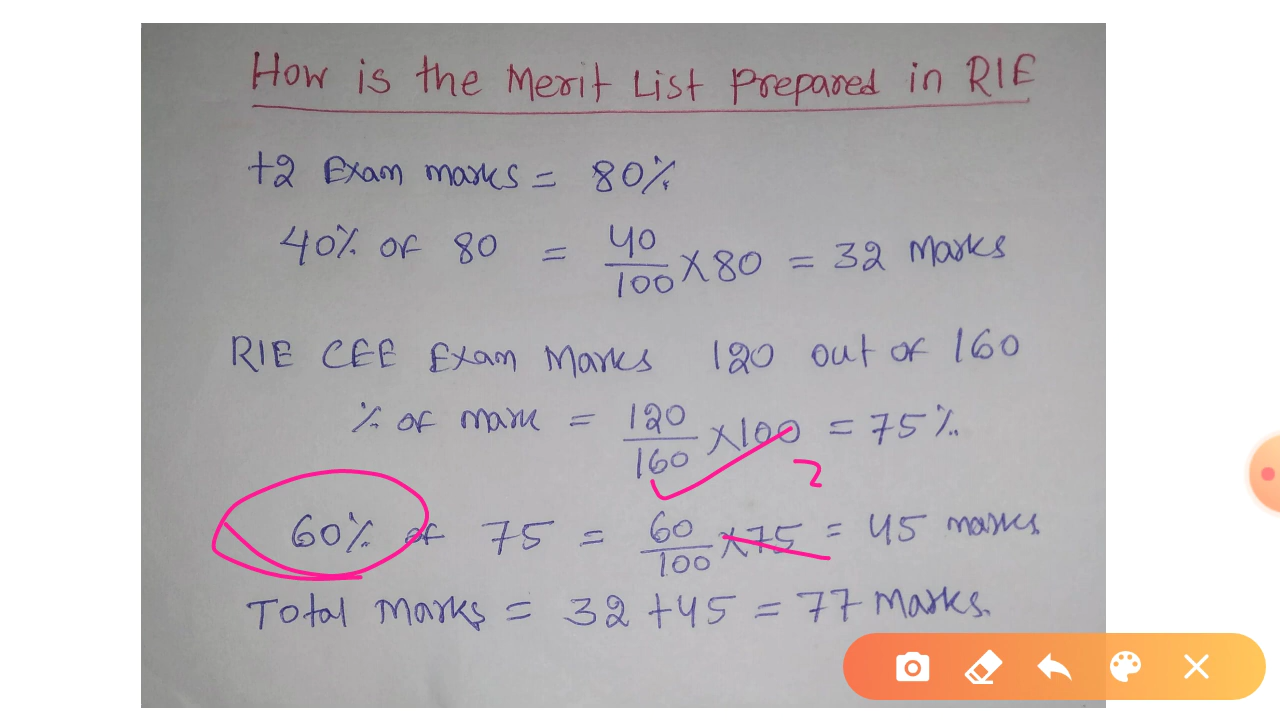 How is the Merit List Prepared in RIE
+2 Exam marks = 80%
40% of 80 = 40/100 X 80 = 32 Marks
RIE CEE Exam Marks 120 out of 160
% of mark = 120/160 X 100 = 75%
2
60% of 75 = 60/100 X 75 = 45 marks
Total Marks = 32 + 45 = 77 Marks.